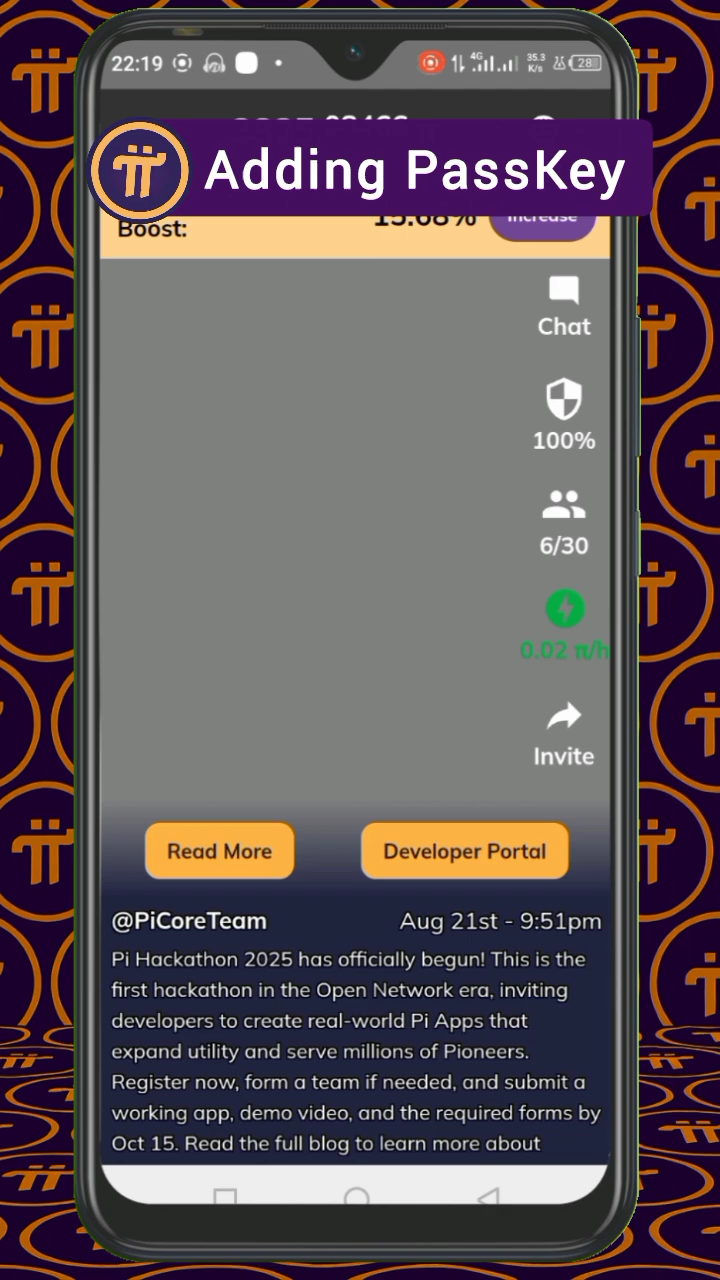 22:19
4G
35.3
K/s
28
Adding PassKey
Boost:
15.68%
Increase
Chat
100%
6/30
0.02 π/h
Invite
Read More
Developer Portal
@PiCoreTeam
Aug 21st - 9:51pm
Pi Hackathon 2025 has officially begun! This is the
first hackathon in the Open Network era, inviting
developers to create real-world Pi Apps that
expand utility and serve millions of Pioneers.
Register now, form a team if needed, and submit a
working app, demo video, and the required forms by
Oct 15. Read the full blog to learn more about